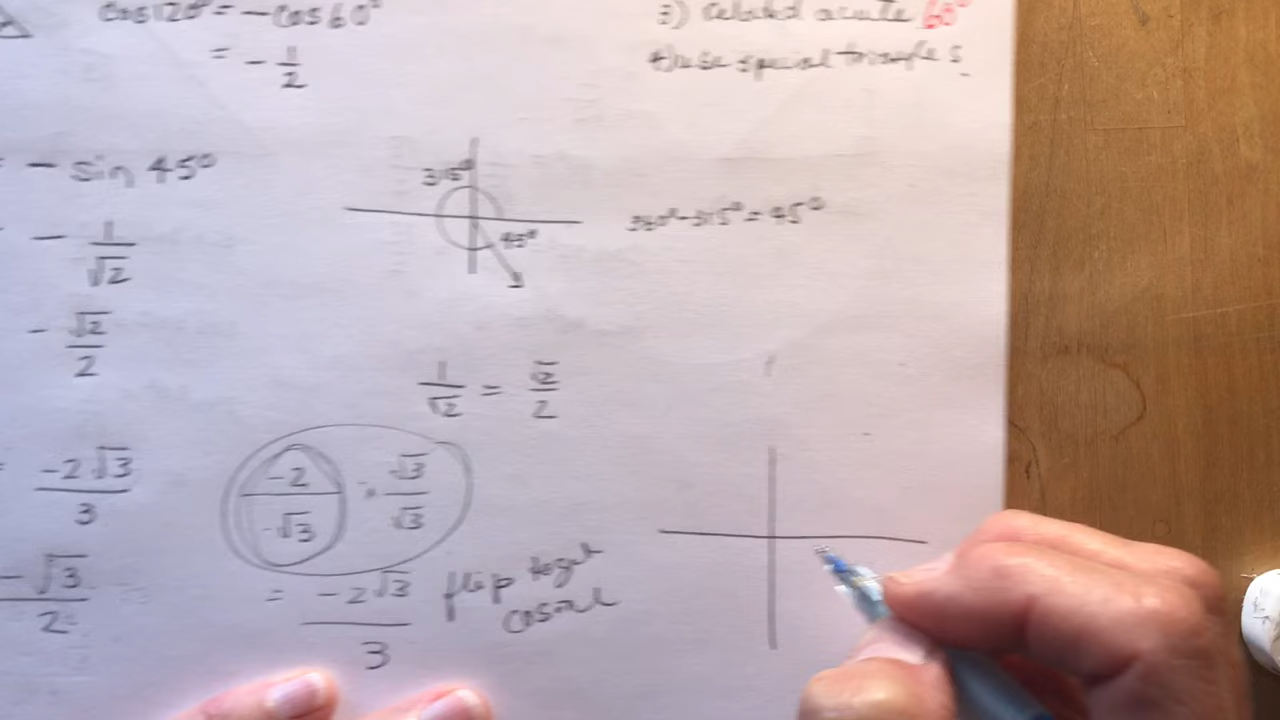 cos120° = -cos60°
= - 1/2
3) related acute 60°
4) use special triangles
- sin 45°
- 1/√2
- √2/2
315°
45°
360°-315° = 45°
1/√2 = √2/2
-2√3/3
-2/-√3 · √3/√3
= -2√3/3
flip to get
-√3/2